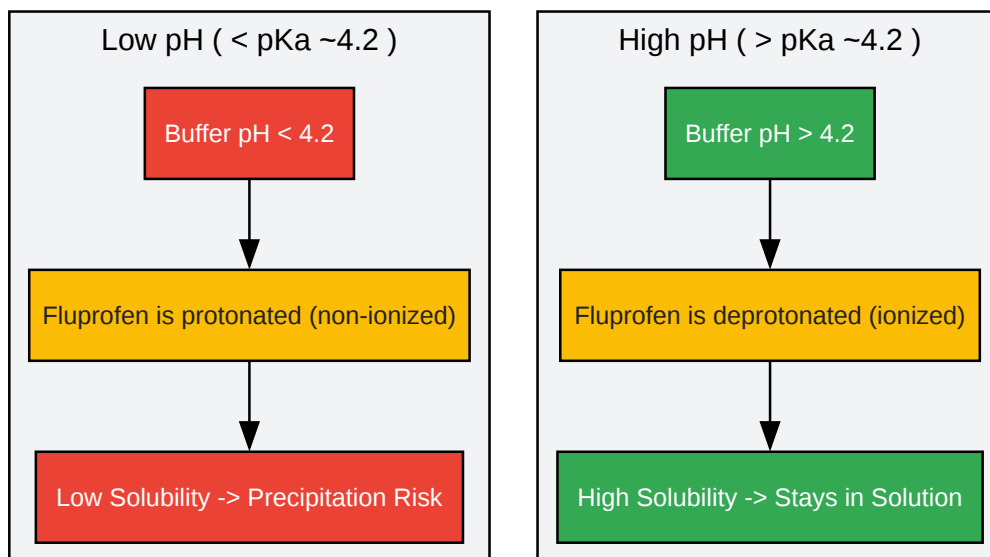 Low pH ( < pKa ~4.2 )
Buffer pH < 4.2
Fluprofen is protonated (non-ionized)
Low Solubility -> Precipitation Risk
High pH ( > pKa ~4.2 )
Buffer pH > 4.2
Fluprofen is deprotonated (ionized)
High Solubility -> Stays in Solution